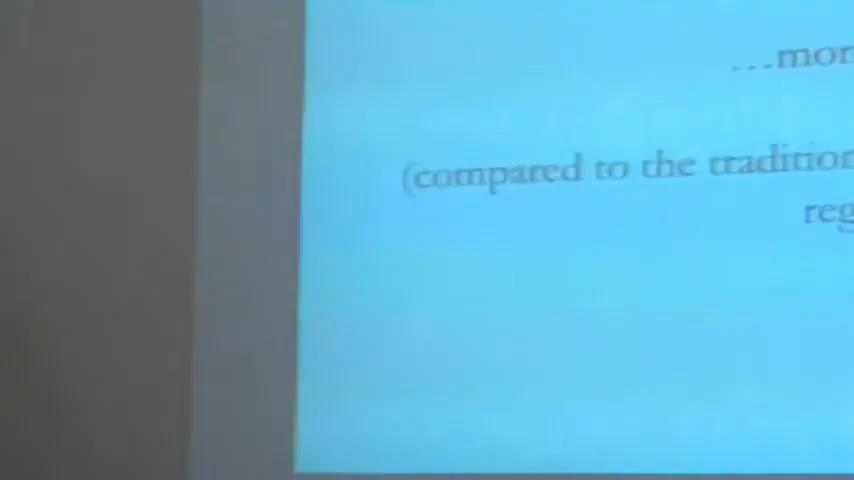 ...mor
(compared to the tradition
reg